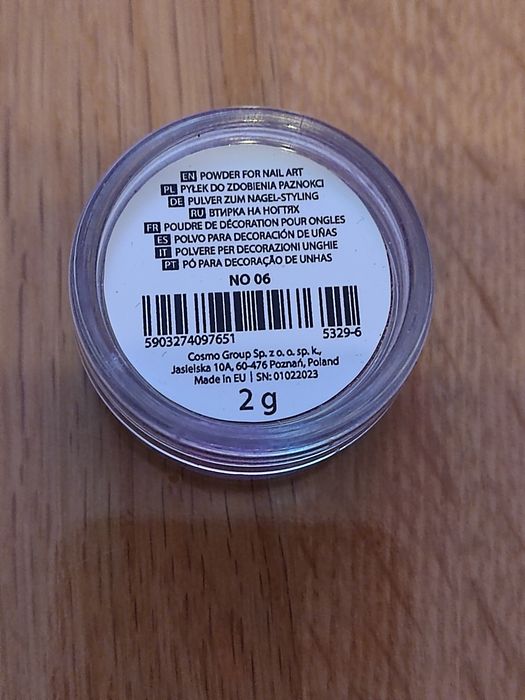 EN POWDER FOR NAIL ART
PL PYŁEK DO ZDOBIENIA PAZNOKCI
DE PULVER ZUM NAGEL-STYLING
RU ВТИРКА НА НОГТЯХ
FR POUDRE DE DÉCORATION POUR ONGLES
ES POLVO PARA DECORACIÓN DE UÑAS
IT POLVERE PER DECORAZIONI UNGHIE
PT PÓ PARA DECORAÇÃO DE UNHAS
NO 06
5903274097651 5329-6
Cosmo Group Sp. z o. o. sp. k.,
Jasielska 10A, 60-476 Poznań, Poland
Made in EU | SN: 01022023
2 g